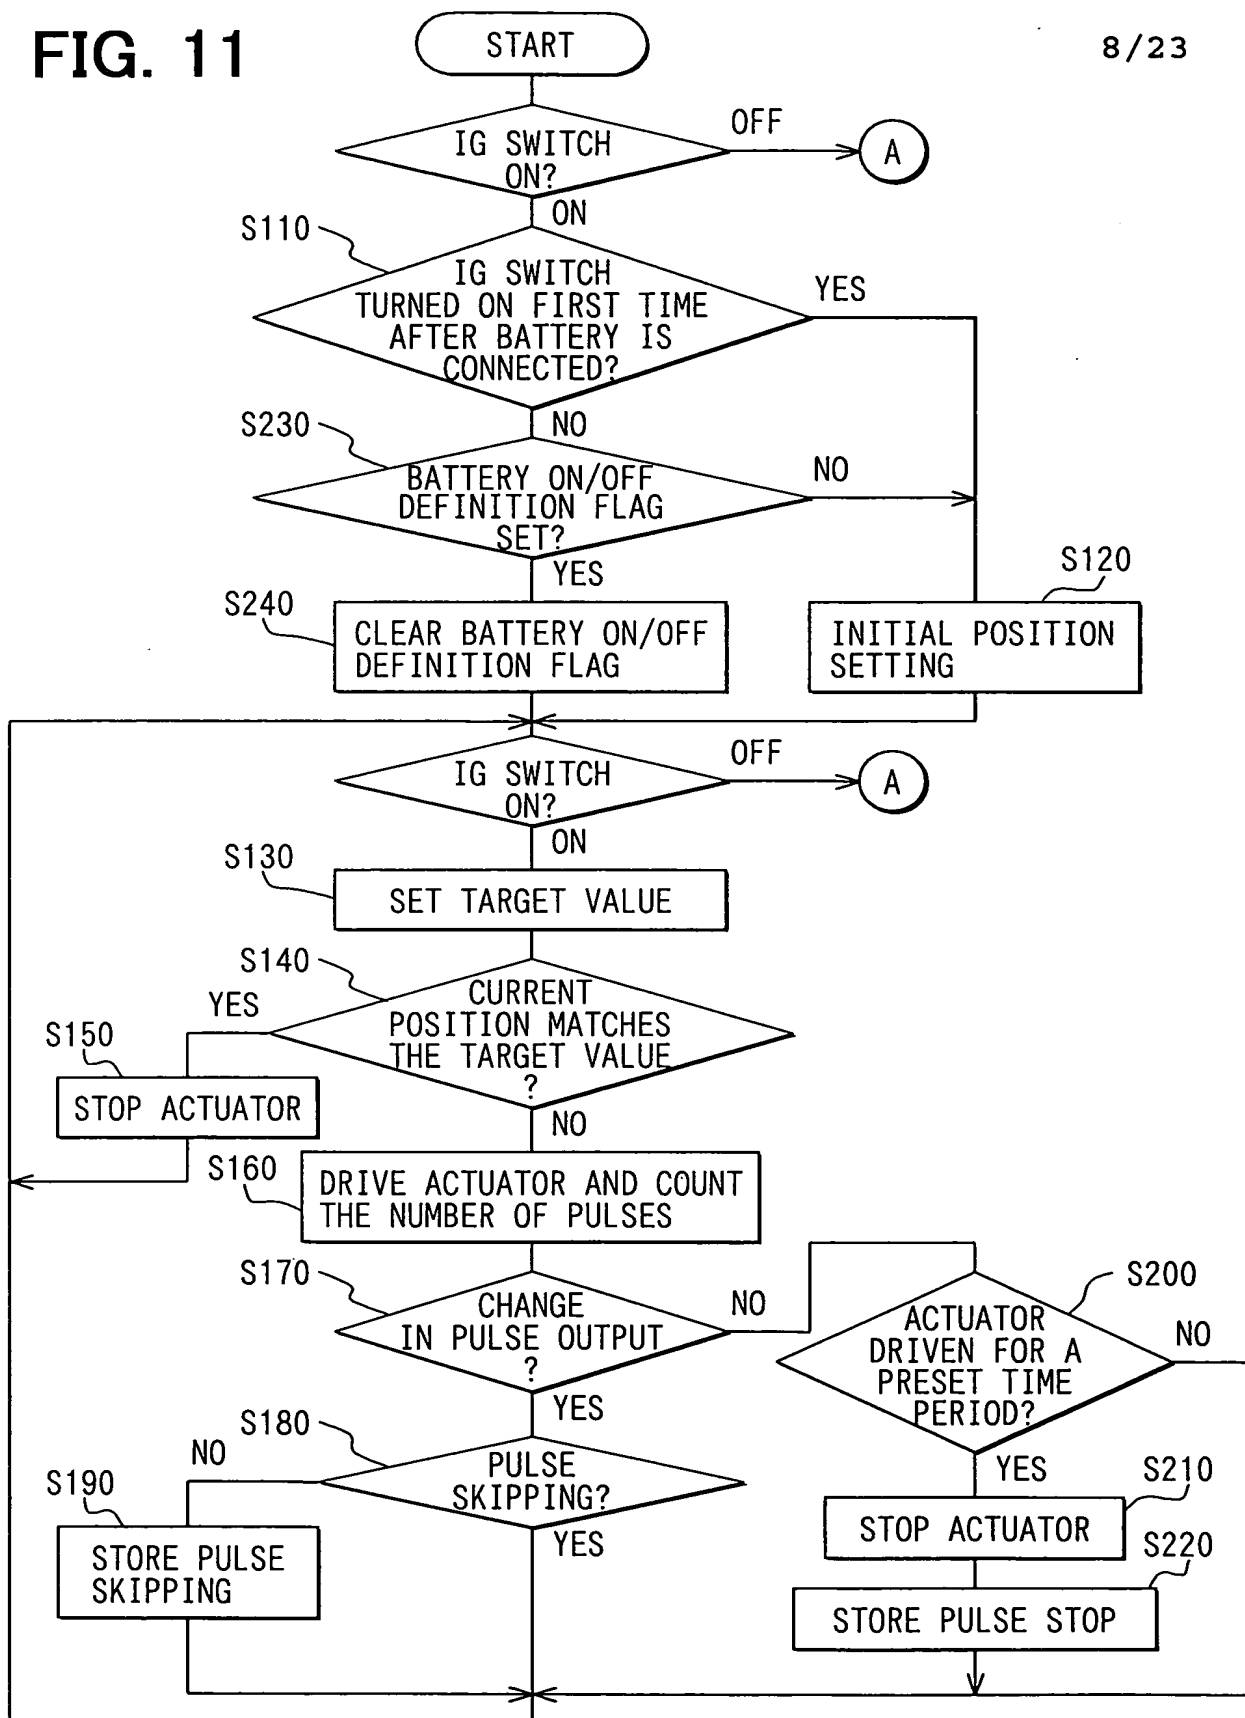 FIG. 11
8/23
START
IG SWITCH
ON?
OFF
A
ON
S110
IG SWITCH
TURNED ON FIRST TIME
AFTER BATTERY IS
CONNECTED?
YES
NO
S230
BATTERY ON/OFF
DEFINITION FLAG
SET?
NO
YES
S240
CLEAR BATTERY ON/OFF
DEFINITION FLAG
S120
INITIAL POSITION
SETTING
IG SWITCH
ON?
OFF
A
ON
S130
SET TARGET VALUE
S140
CURRENT
POSITION MATCHES
THE TARGET VALUE
?
YES
S150
STOP ACTUATOR
NO
S160
DRIVE ACTUATOR AND COUNT
THE NUMBER OF PULSES
S170
CHANGE
IN PULSE OUTPUT
?
NO
YES
S200
ACTUATOR
DRIVEN FOR A
PRESET TIME
PERIOD?
NO
YES
S180
PULSE
SKIPPING?
NO
YES
S190
STORE PULSE
SKIPPING
S210
STOP ACTUATOR
S220
STORE PULSE STOP